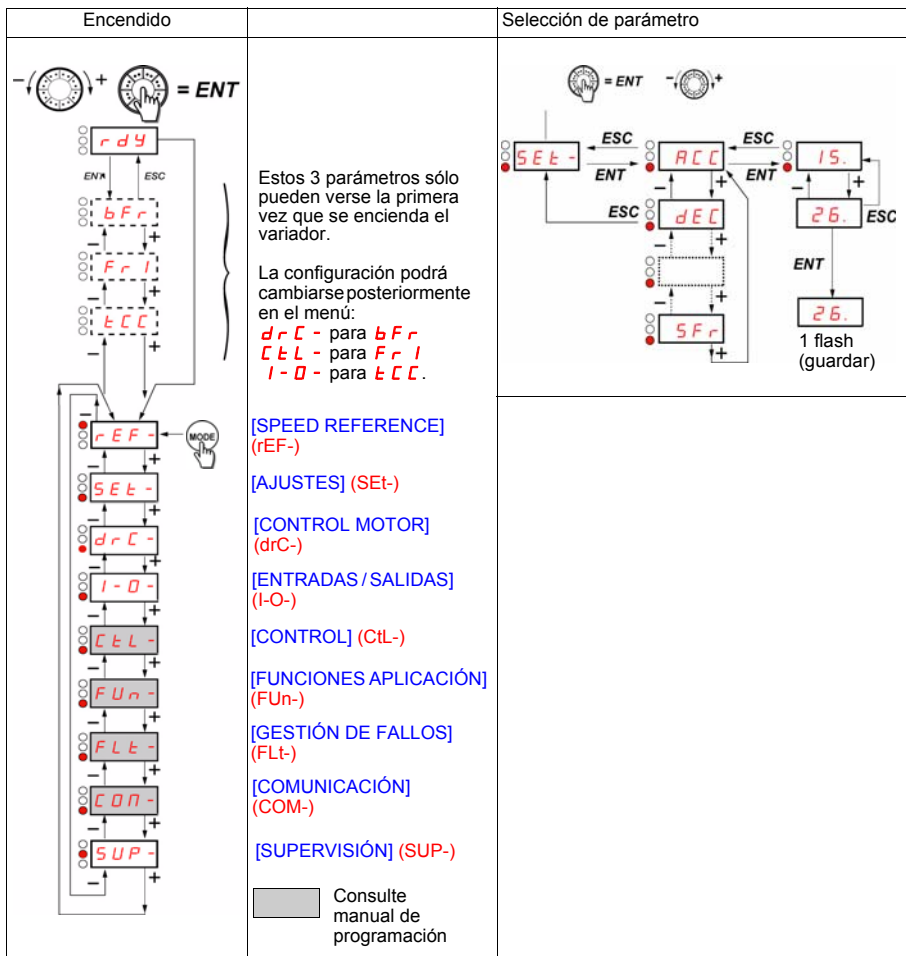 Encendido
Selección de parámetro
− + = ENT
rdY
ENT ESC
bFr
− +
Fr1
− +
tCC
− +
Estos 3 parámetros sólo
pueden verse la primera
vez que se encienda el
variador.
La configuración podrá
cambiarse posteriormente
en el menú:
drC - para bFr
CtL - para Fr1
I-O - para tCC.
−
rEF -
MODE
[SPEED REFERENCE]
(rEF-)
− +
SEt -
[AJUSTES] (SEt-)
− +
drC -
[CONTROL MOTOR]
(drC-)
− +
I-O -
[ENTRADAS / SALIDAS]
(I-O-)
− +
CtL -
[CONTROL] (CtL-)
− +
FUn -
[FUNCIONES APLICACIÓN]
(FUn-)
− +
FLt -
[GESTIÓN DE FALLOS]
(FLt-)
− +
COM -
[COMUNICACIÓN]
(COM-)
− +
SUP -
[SUPERVISIÓN] (SUP-)
− +
Consulte
manual de
programación
= ENT − +
ESC ESC
SEt - ACC 15.
ENT ENT
− + − +
ESC dEC 26. ESC
− +
ENT
− +
SFr 26.
+
1 flash
(guardar)